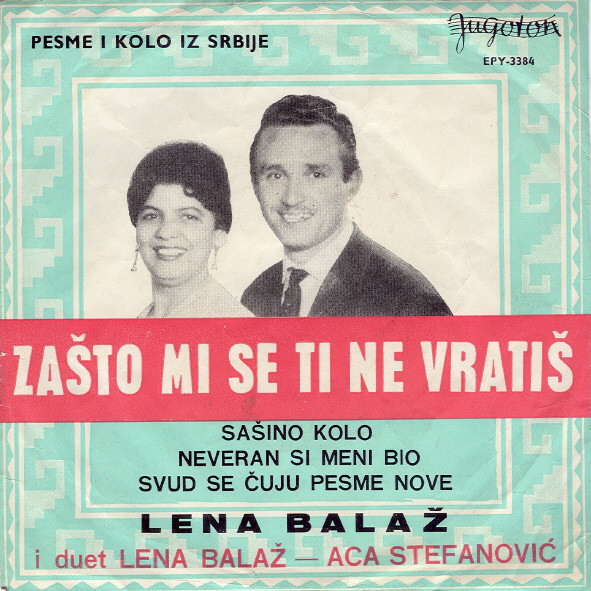 PESME I KOLO IZ SRBIJE
Jugoton
EPY-3384
ZAŠTO MI SE TI NE VRATIŠ
SAŠINO KOLO
NEVERAN SI MENI BIO
SVUD SE ČUJU PESME NOVE
LENA BALAŽ
i duet LENA BALAŽ — ACA STEFANOVIĆ